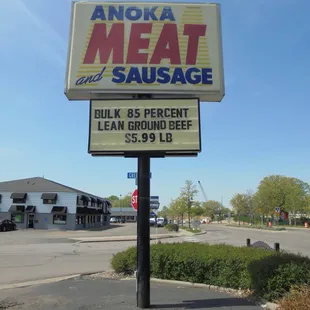 ANOKA
MEAT
and SAUSAGE
BULK 85 PERCENT
LEAN GROUND BEEF
$5.99 LB